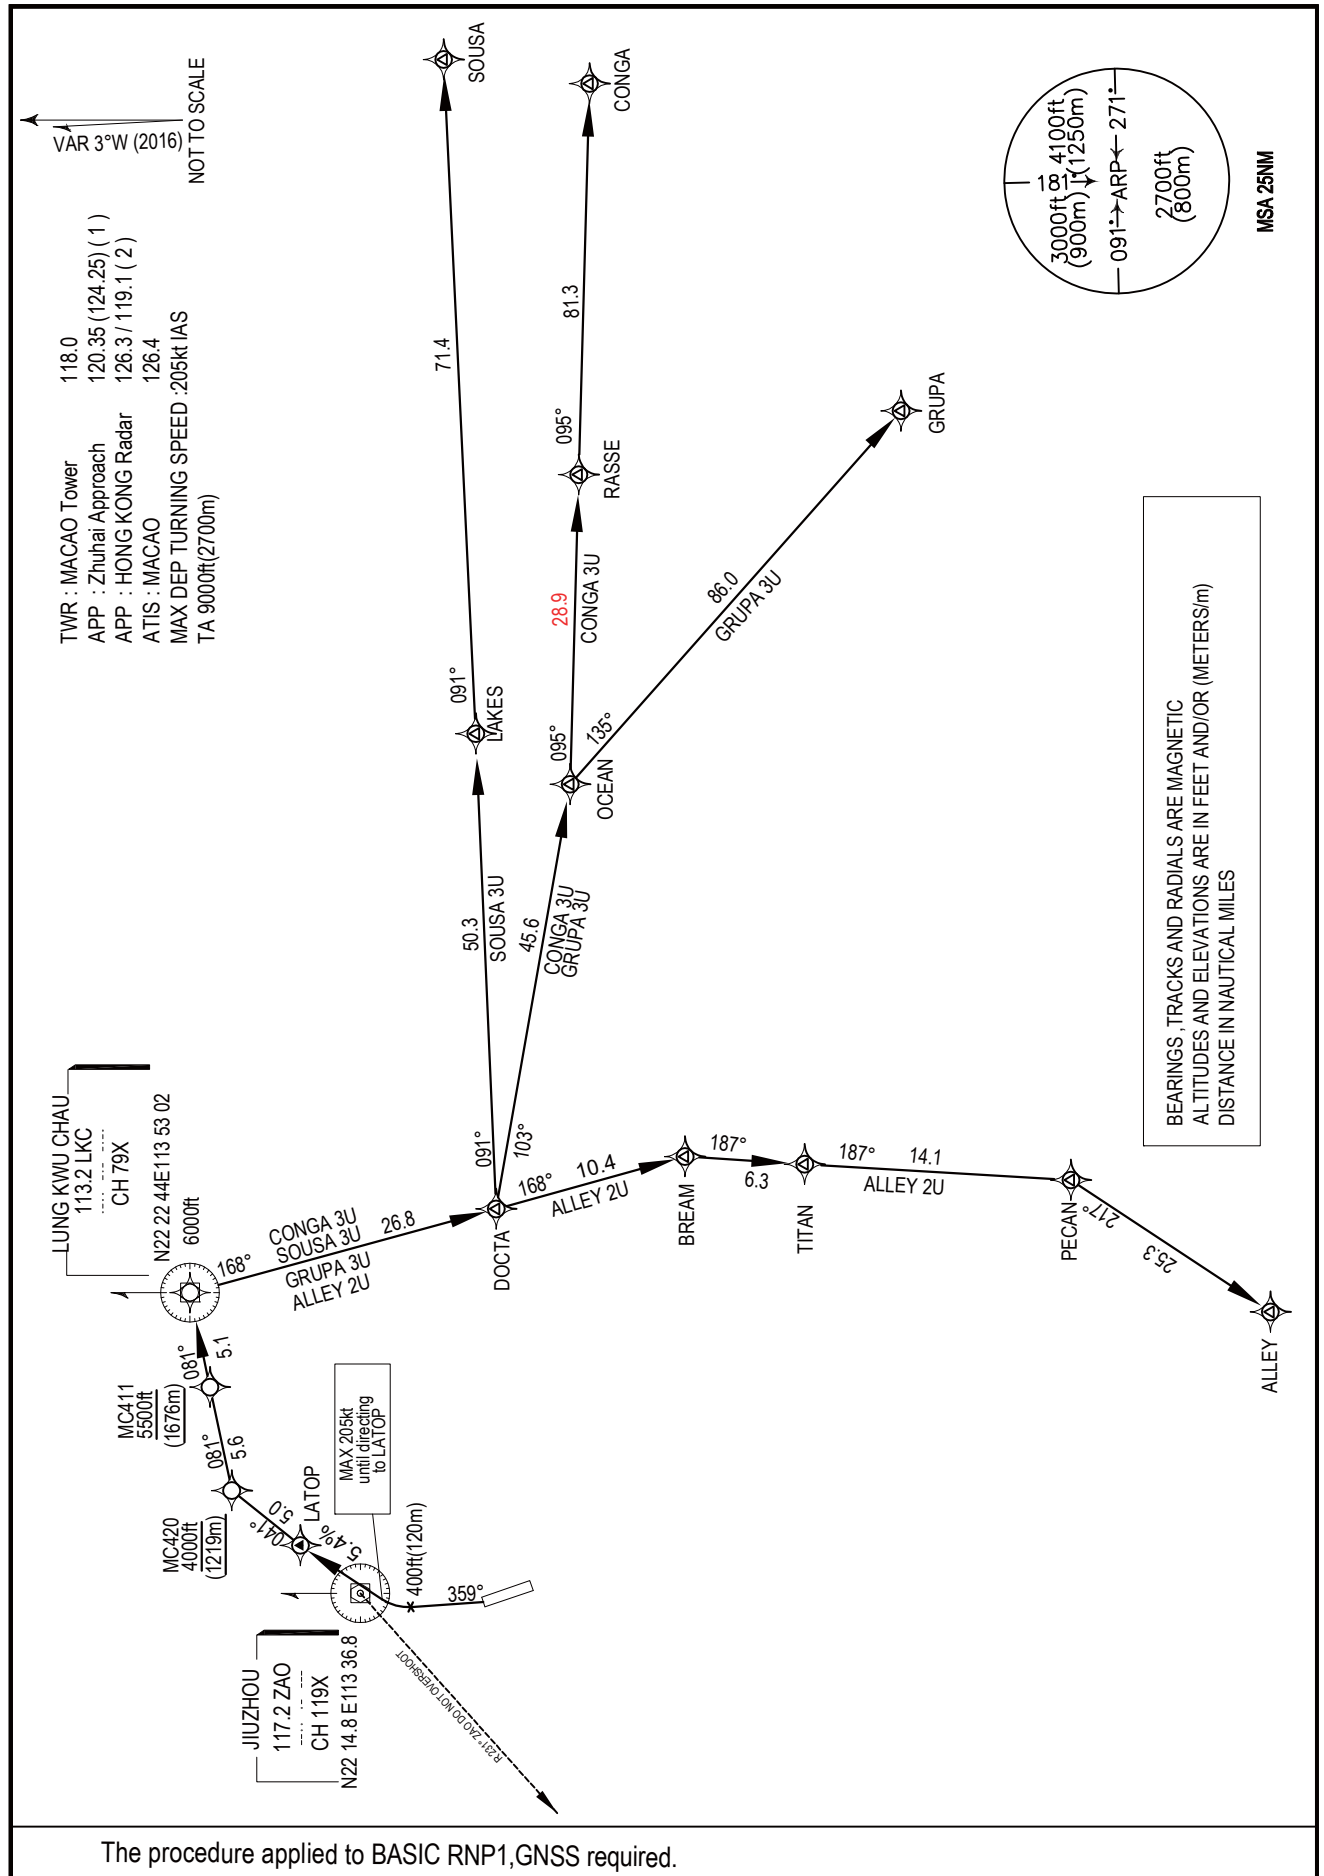 VAR 3°W (2016)
NOT TO SCALE
TWR : MACAO Tower 118.0
APP : Zhuhai Approach 120.35 (124.25) ( 1 )
APP : HONG KONG Radar 126.3 / 119.1 ( 2 )
ATIS : MACAO 126.4
MAX DEP TURNING SPEED :205kt IAS
TA 9000ft(2700m)
SOUSA
CONGA
71.4
81.3
091°
LAKES
095°
RASSE
28.9
CONGA 3U
095°
OCEAN
135°
86.0
GRUPA 3U
GRUPA
50.3
SOUSA 3U
45.6
CONGA 3U
GRUPA 3U
091°
103°
DOCTA
LUNG KWU CHAU
113.2 LKC
CH 79X
N22 22 44E113 53 02
6000ft
168°
CONGA 3U
SOUSA 3U
26.8
GRUPA 3U
ALLEY 2U
168°
10.4
ALLEY 2U
BREAM
187°
6.3
TITAN
187°
14.1
ALLEY 2U
PECAN
217°
25.3
ALLEY
MC411
5500ft
(1676m)
081°
5.1
081°
5.6
MC420
4000ft
(1219m)
041°
5.0
LATOP
5.4%
MAX 205kt
until directing
to LATOP
400ft(120m)
359°
JIUZHOU
117.2 ZAO
CH 119X
N22 14.8 E113 36.8
R231° ZAO DO NOT OVERSHOOT
3000ft
(900m)
181°
4100ft
(1250m)
091°
ARP
271°
2700ft
(800m)
MSA 25NM
BEARINGS ,TRACKS AND RADIALS ARE MAGNETIC
ALTITUDES AND ELEVATIONS ARE IN FEET AND/OR (METERS/m)
DISTANCE IN NAUTICAL MILES
The procedure applied to BASIC RNP1,GNSS required.